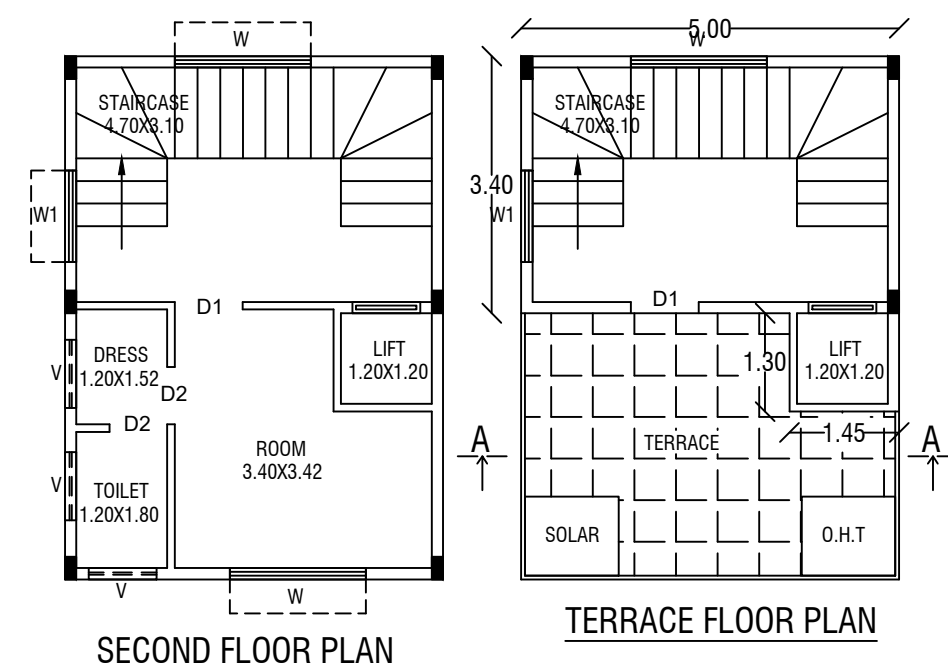 W
STAIRCASE
4.70X3.10
W1
D1
DRESS
1.20X1.52
V
D2
D2
LIFT
1.20X1.20
ROOM
3.40X3.42
V
TOILET
1.20X1.80
V
W
SECOND FLOOR PLAN
5.00
W
STAIRCASE
4.70X3.10
3.40
W1
D1
1.30
LIFT
1.20X1.20
1.45
A
TERRACE
A
SOLAR
O.H.T
TERRACE FLOOR PLAN